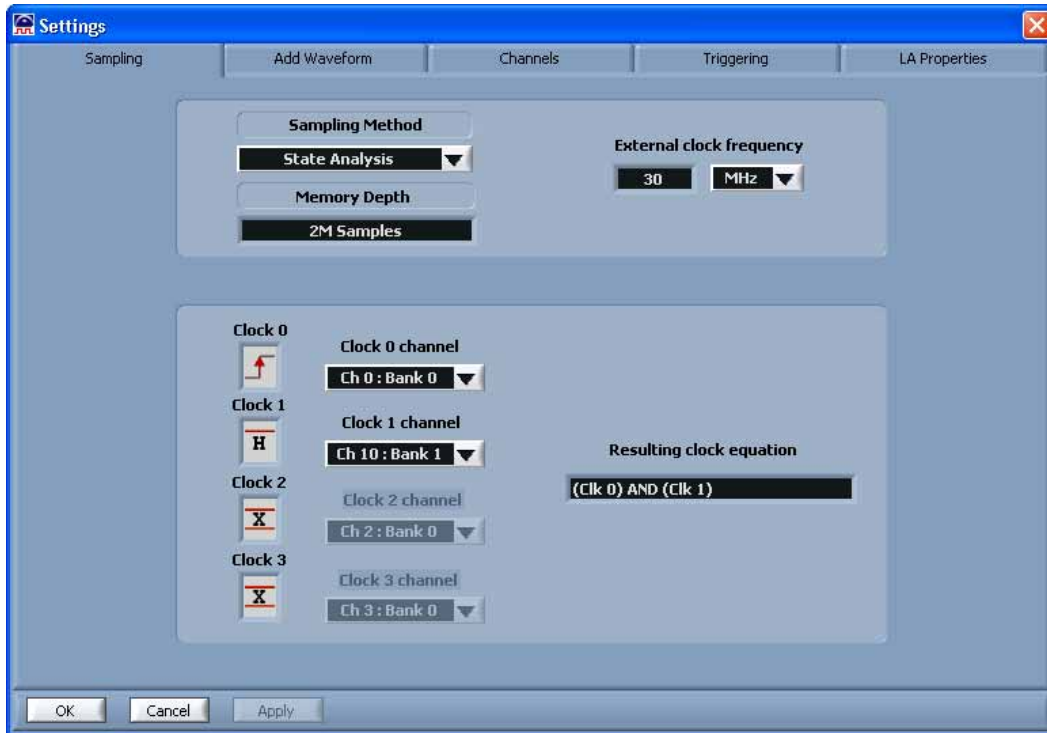 Settings
Sampling
Add Waveform
Channels
Triggering
LA Properties
Sampling Method
State Analysis
Memory Depth
2M Samples
External clock frequency
30 MHz
Clock 0
Clock 0 channel
Ch 0 : Bank 0
Clock 1
H
Clock 1 channel
Ch 10 : Bank 1
Clock 2
X
Clock 2 channel
Ch 2 : Bank 0
Clock 3
X
Clock 3 channel
Ch 3 : Bank 0
Resulting clock equation
(Clk 0) AND (Clk 1)
OK
Cancel
Apply